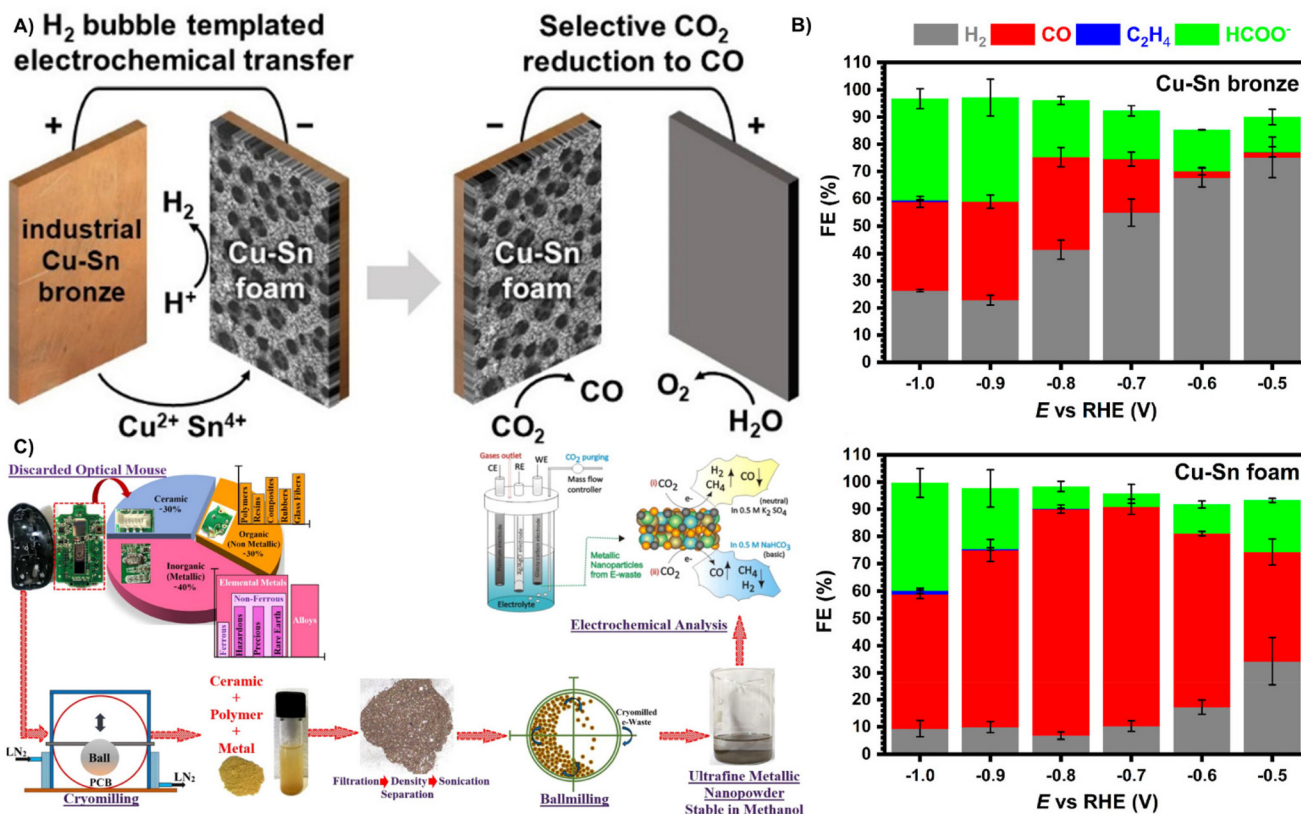 A)
H2 bubble templated
electrochemical transfer
+
−
industrial
Cu-Sn
bronze
H2
H+
Cu-Sn
foam
Cu2+ Sn4+
Selective CO2
reduction to CO
−
+
Cu-Sn
foam
CO
CO2
O2
H2O
B)
H2 CO C2H4 HCOO-
Cu-Sn bronze
FE (%)
110
100
90
80
70
60
50
40
30
20
10
0
-1.0 -0.9 -0.8 -0.7 -0.6 -0.5
E vs RHE (V)
Cu-Sn foam
FE (%)
110
100
90
80
70
60
50
40
30
20
10
0
-1.0 -0.9 -0.8 -0.7 -0.6 -0.5
E vs RHE (V)
C)
Discarded Optical Mouse
Ceramic
~30%
Organic
(Non Metallic)
~30%
Inorganic
(Metallic)
~40%
Polymers
Resins
Composites
Rubbers
Glass Fibers
Elemental Metals
Non-Ferrous
Ferrous
Hazardous
Precious
Rare Earth
Alloys
LN2
Ball
PCB
LN2
Cryomilling
Ceramic
+
Polymer
+
Metal
Filtration Density Sonication
Separation
Cryomilled
e-Waste
Ballmilling
Ultrafine Metallic
Nanopowder
Stable in Methanol
Electrochemical Analysis
Gases outlet
CE
RE
WE
CO2 purging
Mass flow
controller
Electrolyte
Metallic
Nanoparticles
from E-waste
(i) CO2
e-
H2
CH4
CO
(neutral)
In 0.5 M K2 SO4
In 0.5 M NaHCO3
(basic)
(ii) CO2
e-
CO
CH4
H2